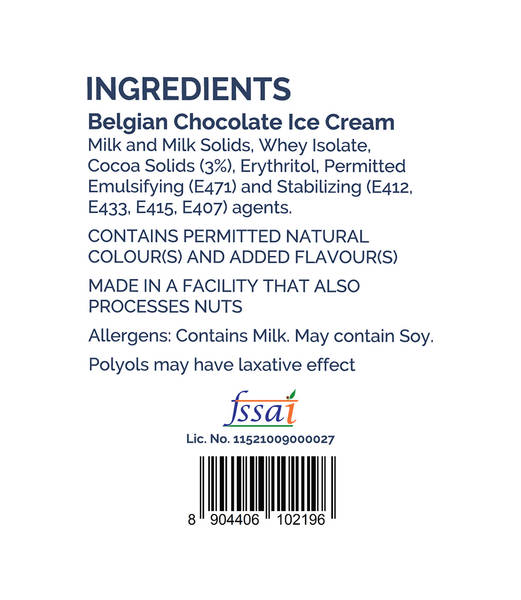 INGREDIENTS
Belgian Chocolate Ice Cream
Milk and Milk Solids, Whey Isolate,
Cocoa Solids (3%), Erythritol, Permitted
Emulsifying (E471) and Stabilizing (E412,
E433, E415, E407) agents.
CONTAINS PERMITTED NATURAL
COLOUR(S) AND ADDED FLAVOUR(S)
MADE IN A FACILITY THAT ALSO
PROCESSES NUTS
Allergens: Contains Milk. May contain Soy.
Polyols may have laxative effect
fssai
Lic. No. 11521009000027
8 904406 102196